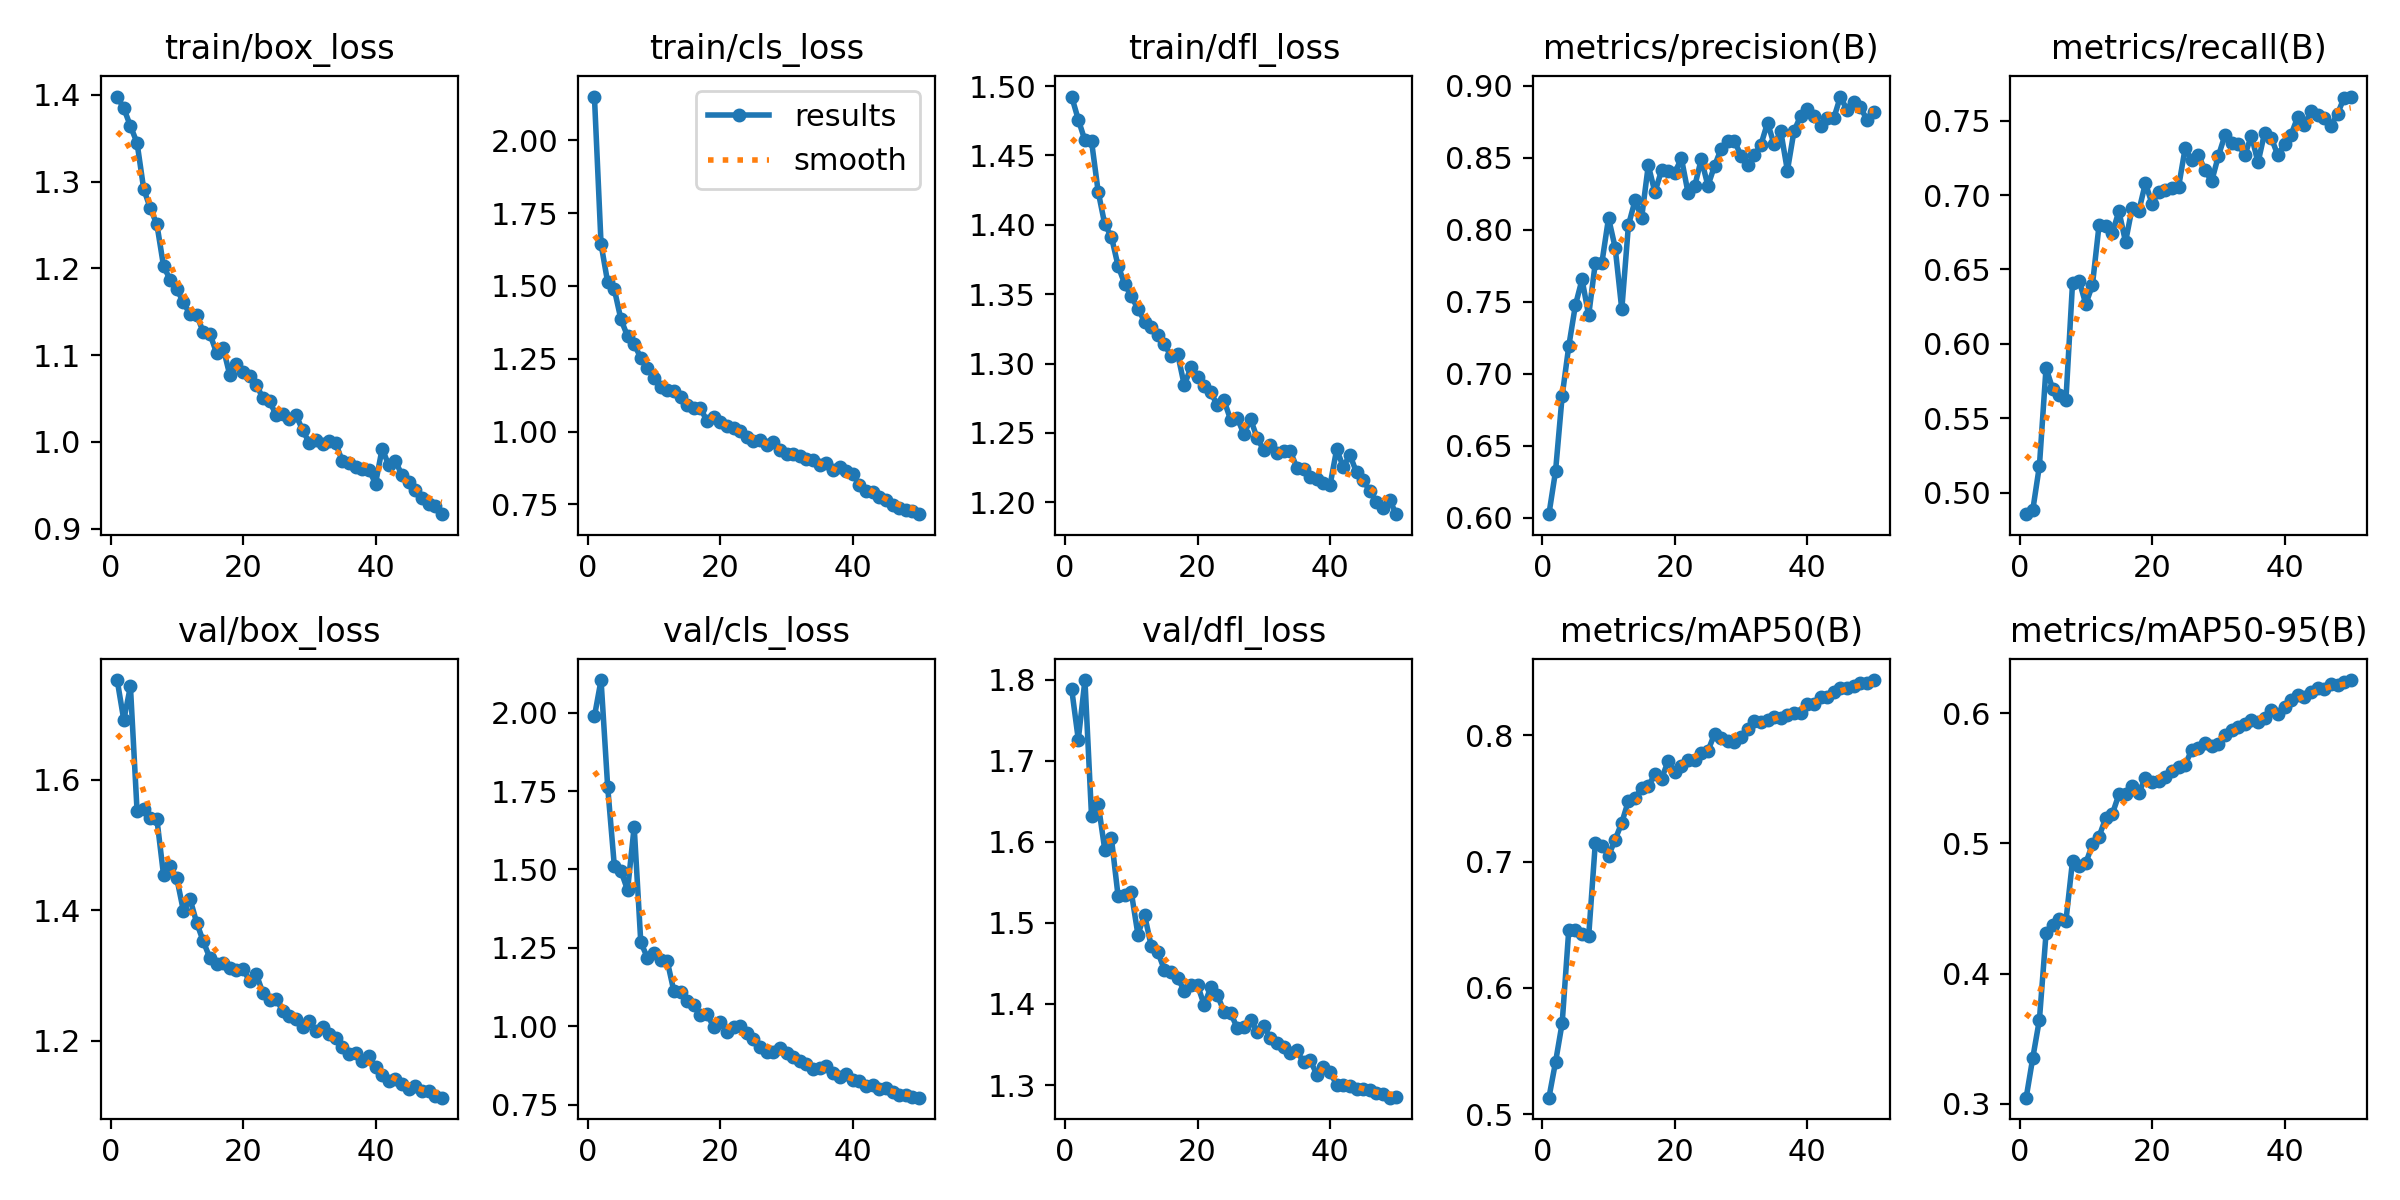 train/box_loss
1.4
1.3
1.2
1.1
1.0
0.9
0 20 40
train/cls_loss
results
smooth
2.00
1.75
1.50
1.25
1.00
0.75
0 20 40
train/dfl_loss
1.50
1.45
1.40
1.35
1.30
1.25
1.20
0 20 40
metrics/precision(B)
0.90
0.85
0.80
0.75
0.70
0.65
0.60
0 20 40
metrics/recall(B)
0.75
0.70
0.65
0.60
0.55
0.50
0 20 40
val/box_loss
1.6
1.4
1.2
0 20 40
val/cls_loss
2.00
1.75
1.50
1.25
1.00
0.75
0 20 40
val/dfl_loss
1.8
1.7
1.6
1.5
1.4
1.3
0 20 40
metrics/mAP50(B)
0.8
0.7
0.6
0.5
0 20 40
metrics/mAP50-95(B)
0.6
0.5
0.4
0.3
0 20 40